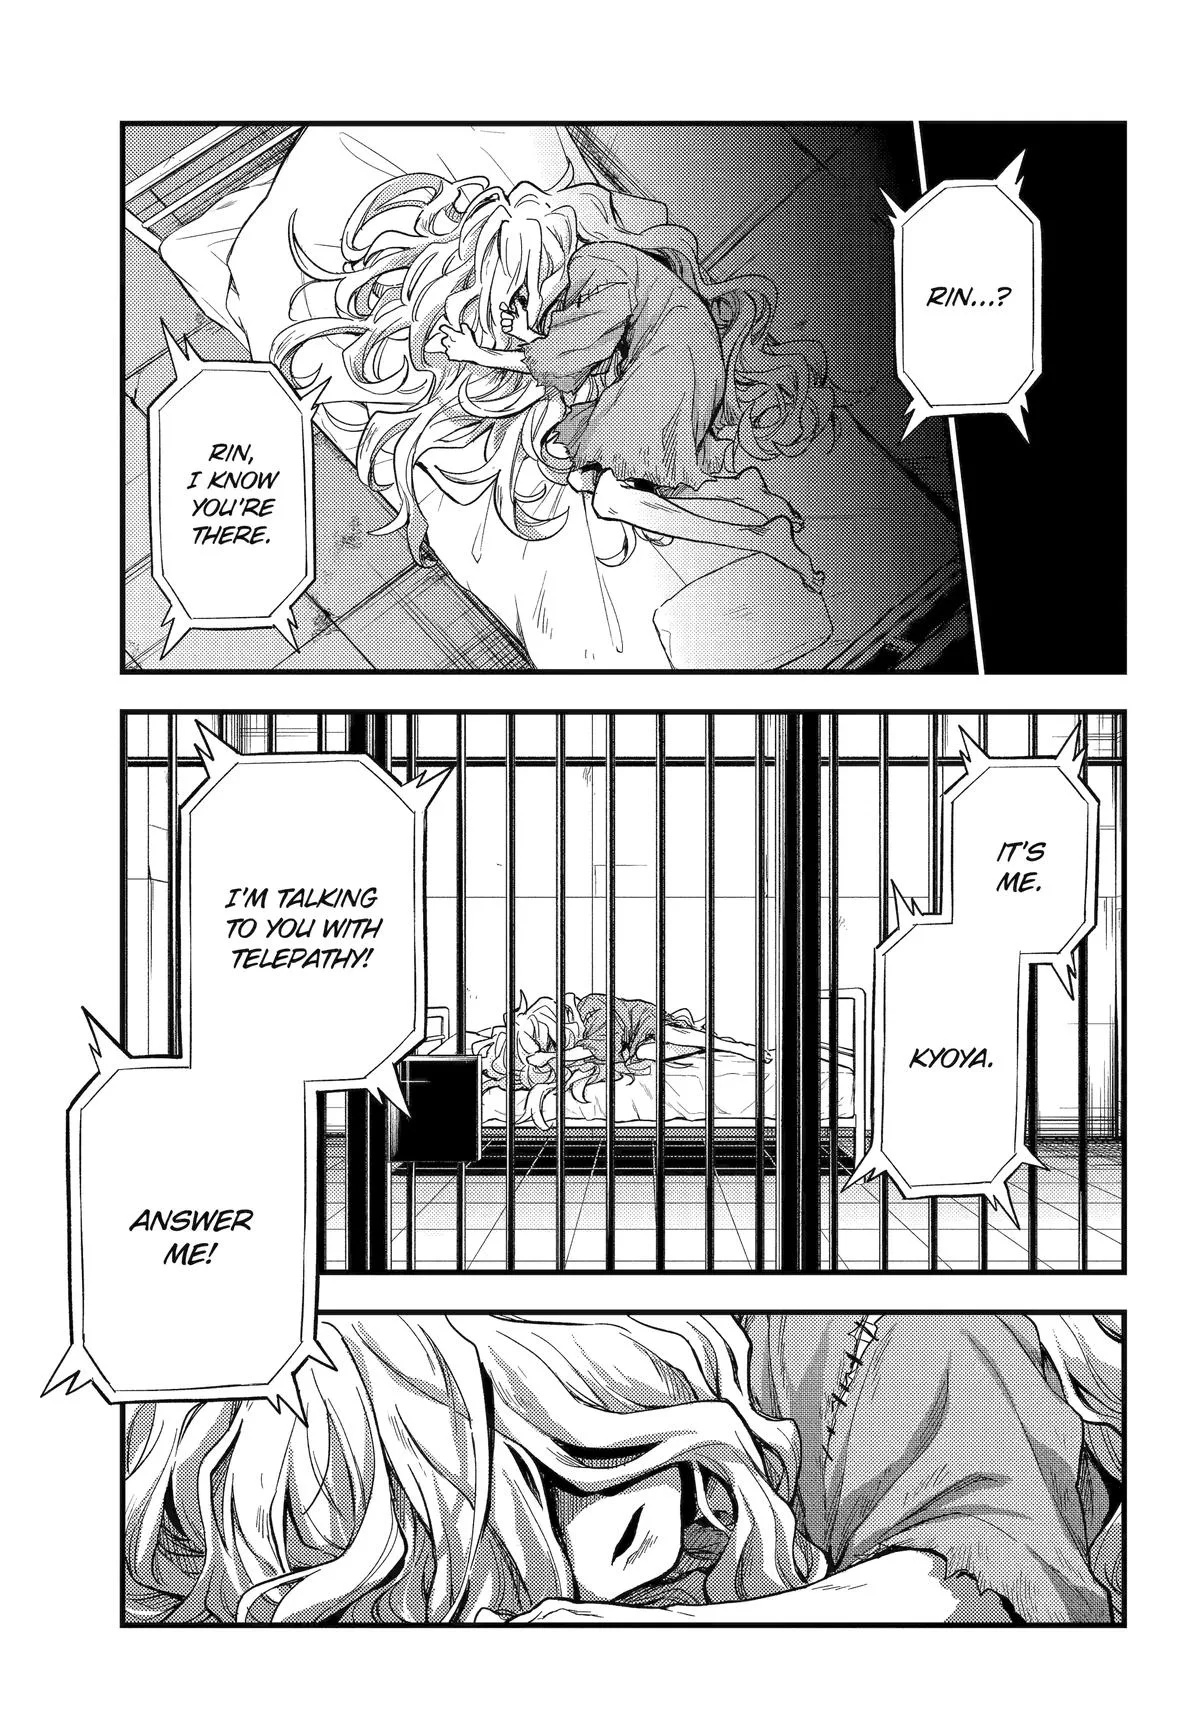 RIN...?
RIN,
I KNOW
YOU'RE
THERE.
IT'S
ME.
KYOYA.
I'M TALKING
TO YOU WITH
TELEPATHY!
ANSWER
ME!